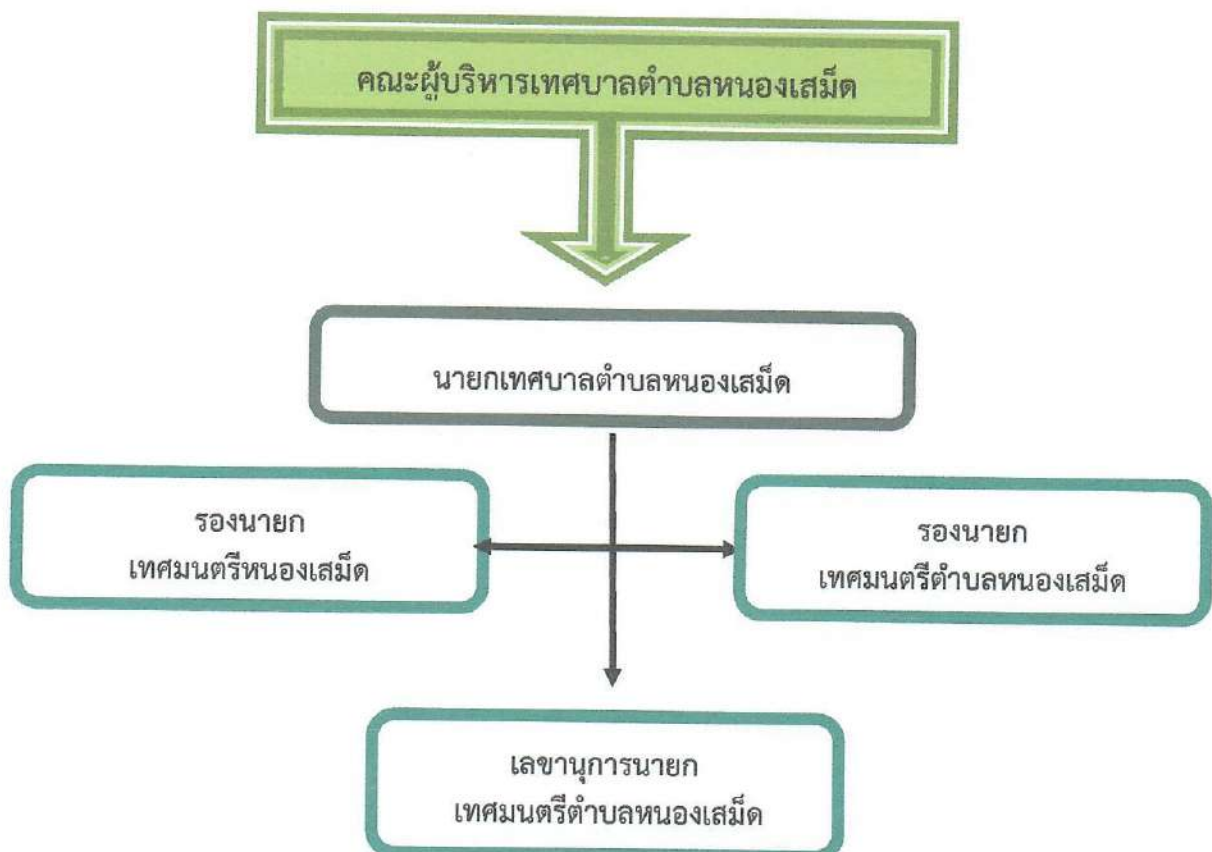 คณะผู้บริหารเทศบาลตำบลหนองเสม็ด
นายกเทศบาลตำบลหนองเสม็ด
รองนายก
เทศมนตรีหนองเสม็ด
รองนายก
เทศมนตรีตำบลหนองเสม็ด
เลขานุการนายก
เทศมนตรีตำบลหนองเสม็ด